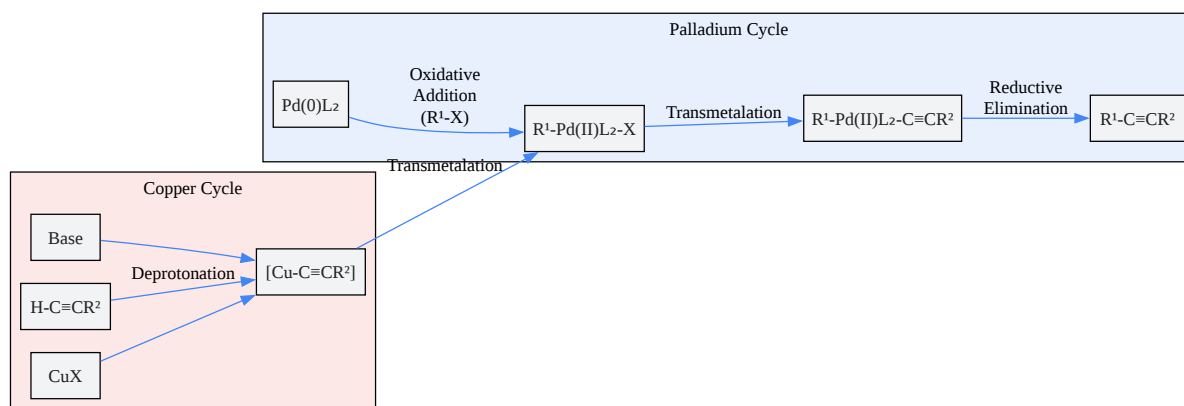 Palladium Cycle
Pd(0)L₂
Oxidative
Addition
(R¹-X)
R¹-Pd(II)L₂-X
Transmetalation
R¹-Pd(II)L₂-C≡CR²
Reductive
Elimination
R¹-C≡CR²
Transmetalation
Copper Cycle
Base
Deprotonation
H-C≡CR²
CuX
[Cu-C≡CR²]